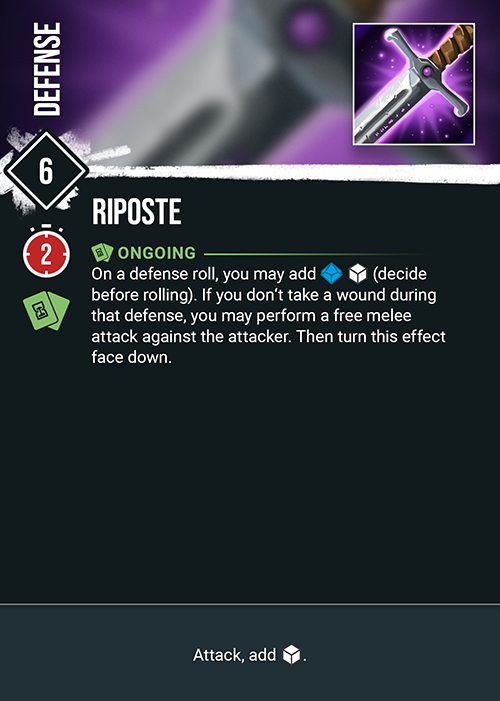 DEFENSE
6
RIPOSTE
2
ONGOING
On a defense roll, you may add (decide
before rolling). If you don't take a wound during
that defense, you may perform a free melee
attack against the attacker. Then turn this effect
face down.
Attack, add .